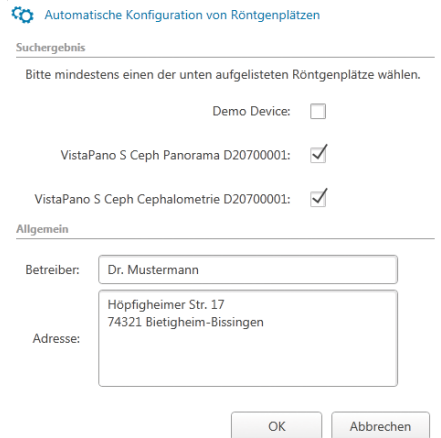 Automatische Konfiguration von Röntgenplätzen
Suchergebnis
Bitte mindestens einen der unten aufgelisteten Röntgenplätze wählen.
Demo Device:
VistaPano S Ceph Panorama D20700001:
VistaPano S Ceph Cephalometrie D20700001:
Allgemein
Betreiber: Dr. Mustermann
Höpfigheimer Str. 17
74321 Bietigheim-Bissingen
Adresse:
OK Abbrechen